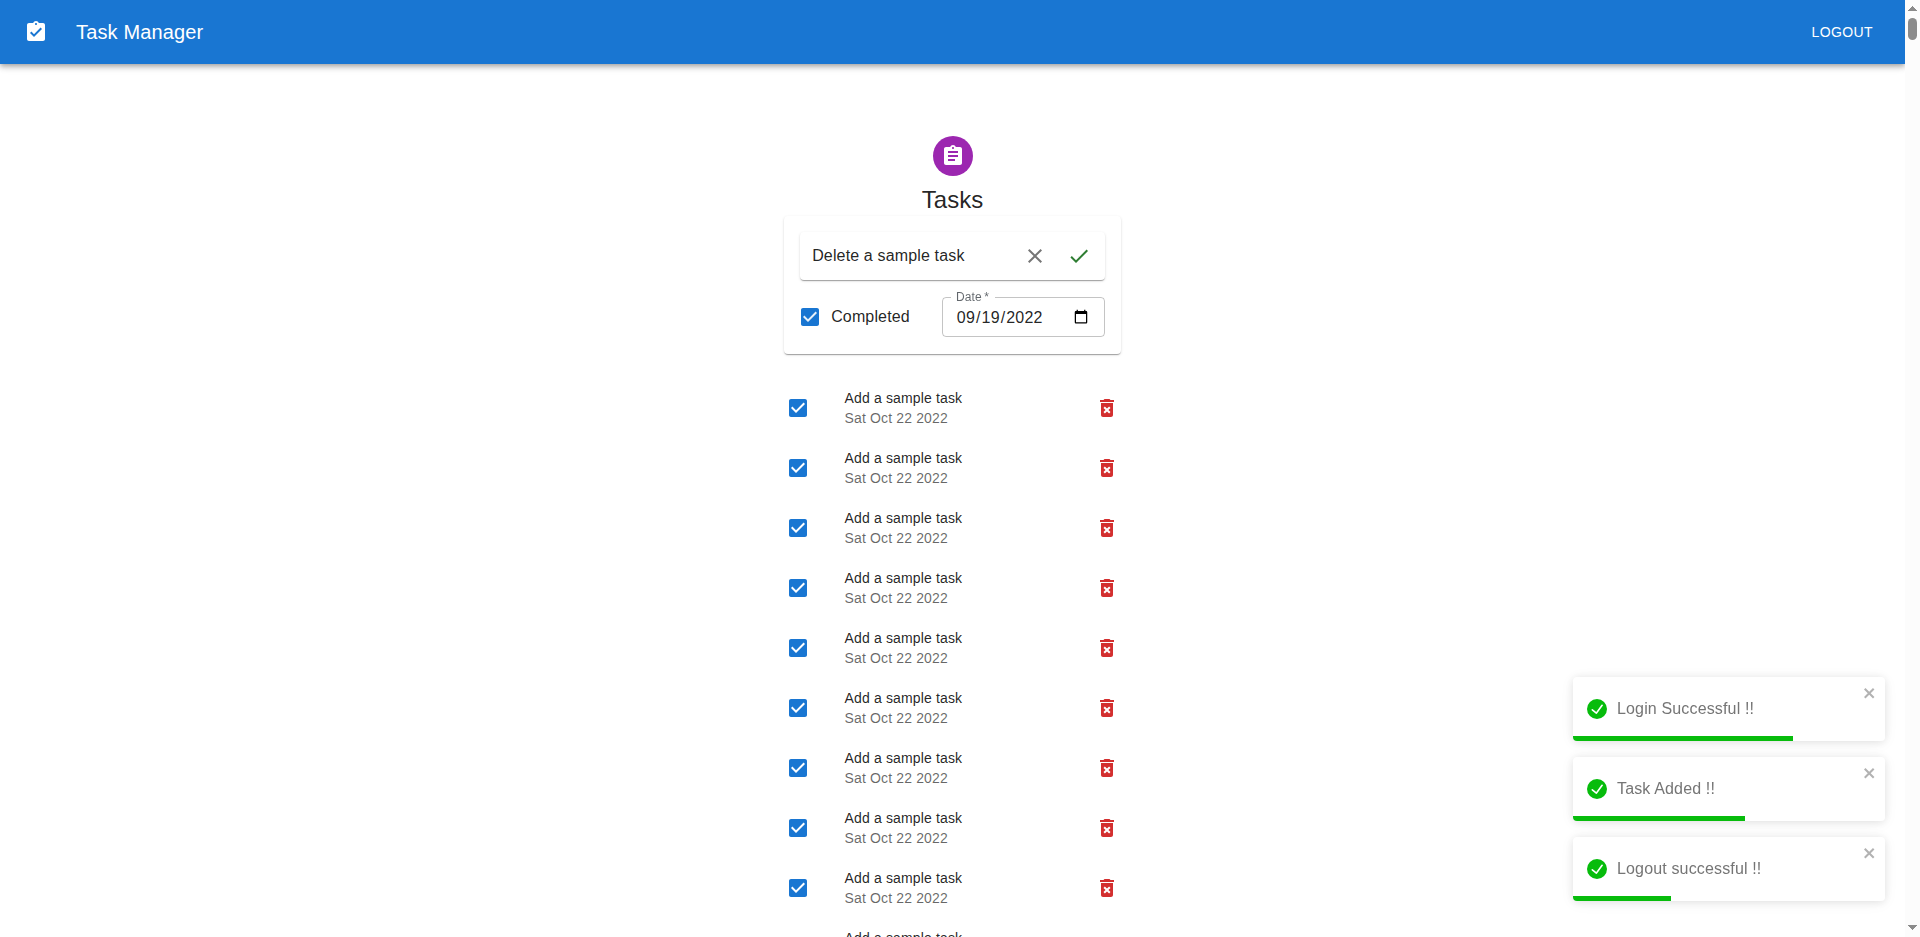 Task Manager
LOGOUT
Tasks
Delete a sample task
Completed
Date *
09/19/2022
Add a sample task
Sat Oct 22 2022
Add a sample task
Sat Oct 22 2022
Add a sample task
Sat Oct 22 2022
Add a sample task
Sat Oct 22 2022
Add a sample task
Sat Oct 22 2022
Add a sample task
Sat Oct 22 2022
Add a sample task
Sat Oct 22 2022
Add a sample task
Sat Oct 22 2022
Add a sample task
Sat Oct 22 2022
Add a sample task
Login Successful !!
Task Added !!
Logout successful !!